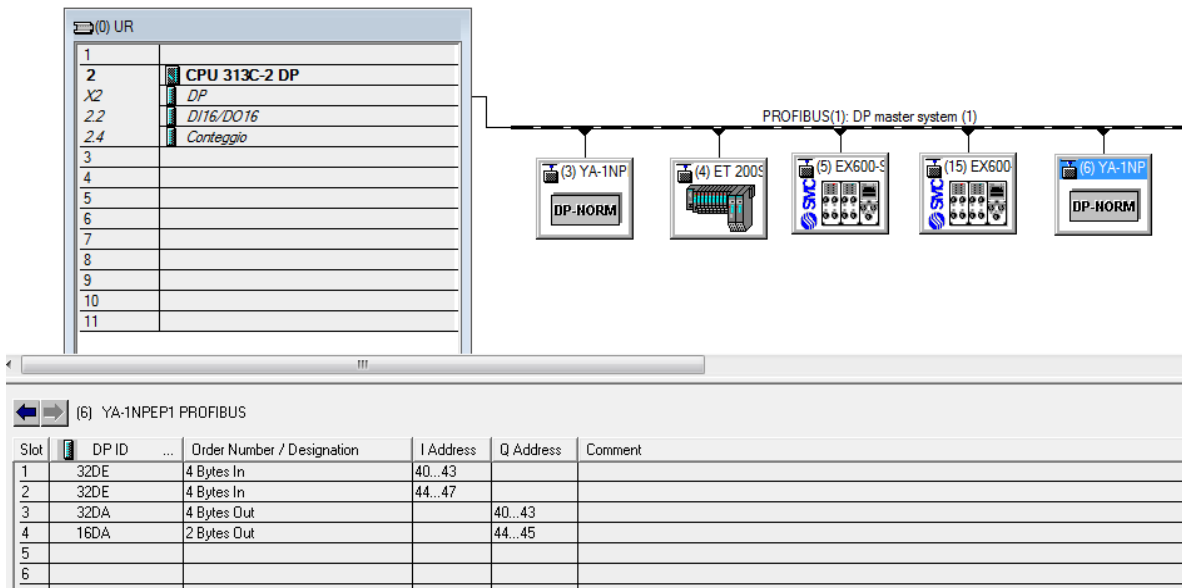 (0) UR
1
2 CPU 313C-2 DP
X2 DP
2.2 DI16/DO16
2.4 Conteggio
3
4
5
6
7
8
9
10
11
PROFIBUS(1): DP master system (1)
(3) YA-1NP
DP-NORM
(4) ET 200S
(5) EX600-S
SMC
(15) EX600-
SMC
(6) YA-1NP
DP-NORM
(6) YA-1NPEP1 PROFIBUS
Slot DP ID ... Order Number / Designation I Address Q Address Comment
1 32DE 4 Bytes In 40...43
2 32DE 4 Bytes In 44...47
3 32DA 4 Bytes Out 40...43
4 16DA 2 Bytes Out 44...45
5
6